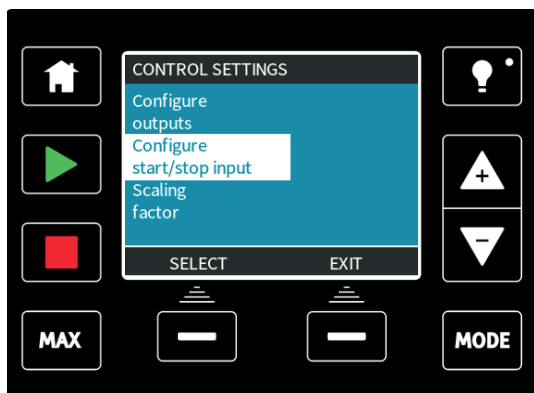 CONTROL SETTINGS
Configure
outputs
Configure
start/stop input
Scaling
factor
SELECT EXIT
MAX
MODE